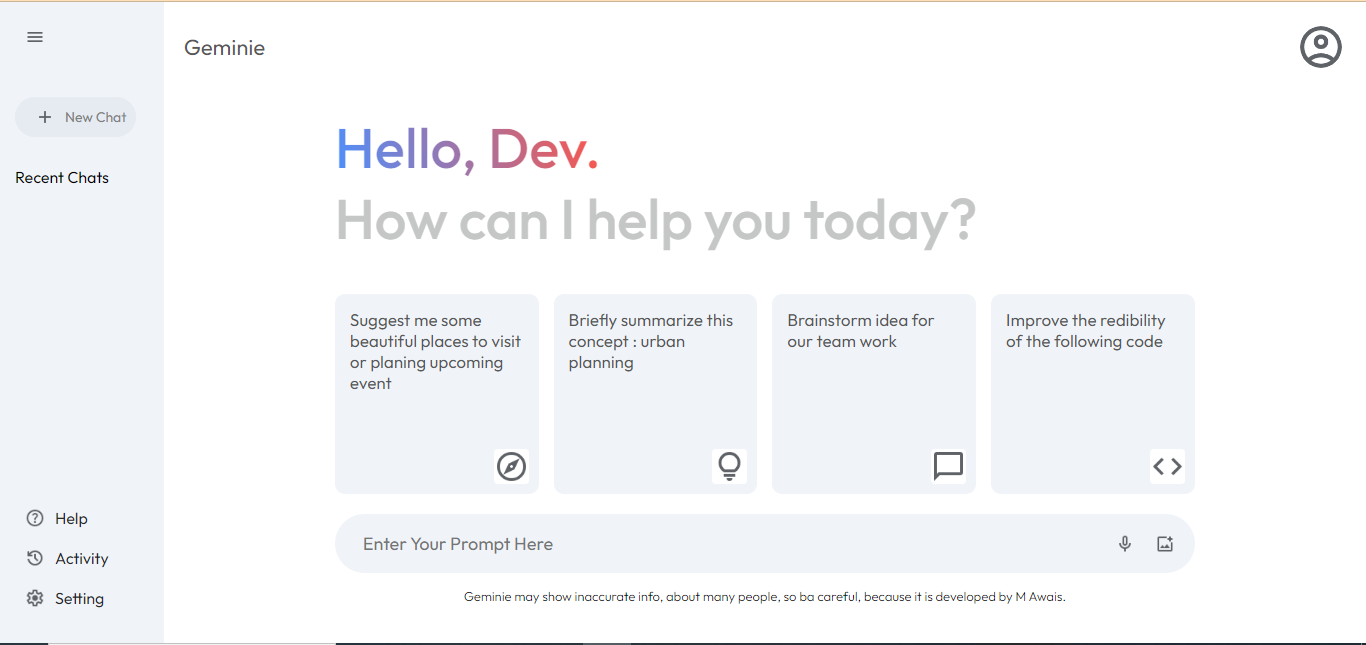 Geminie
New Chat
Recent Chats
Hello, Dev.
How can I help you today?
Suggest me some
beautiful places to visit
or planing upcoming
event
Briefly summarize this
concept : urban
planning
Brainstorm idea for
our team work
Improve the redibility
of the following code
Help
Activity
Setting
Enter Your Prompt Here
Geminie may show inaccurate info, about many people, so ba careful, because it is developed by M Awais.